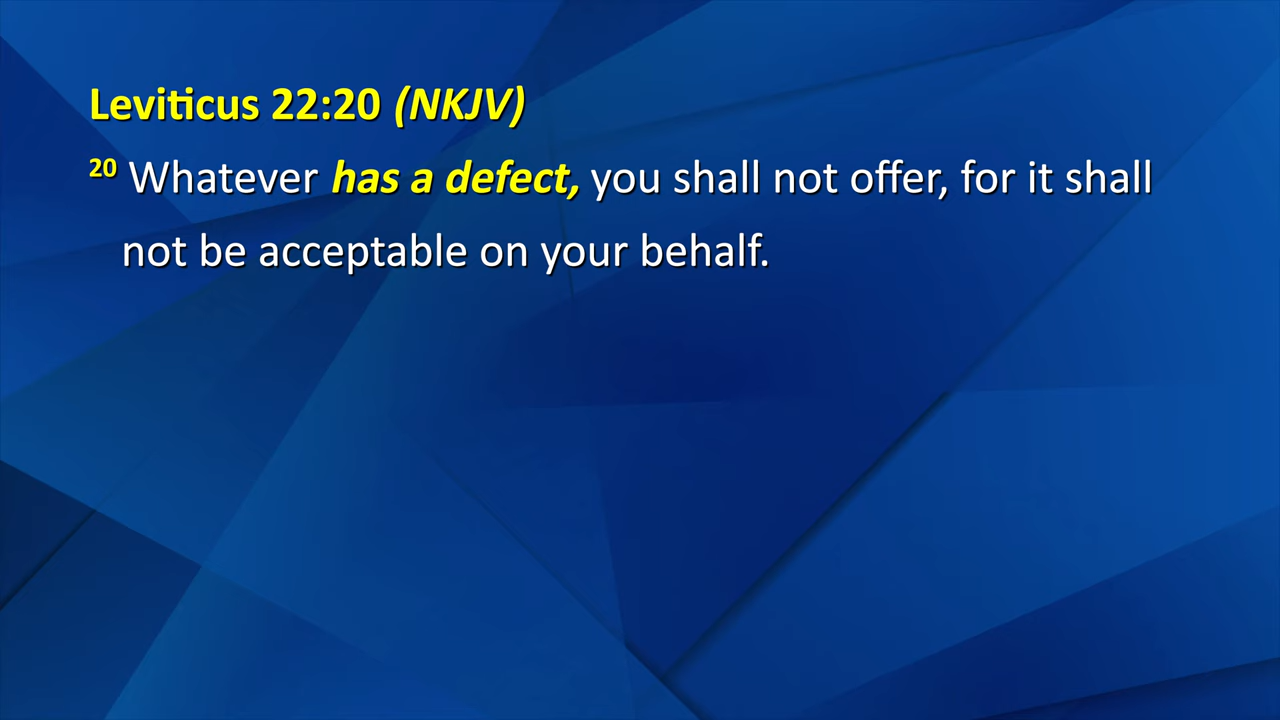 Leviticus 22:20 (NKJV)
20 Whatever has a defect, you shall not offer, for it shall
not be acceptable on your behalf.